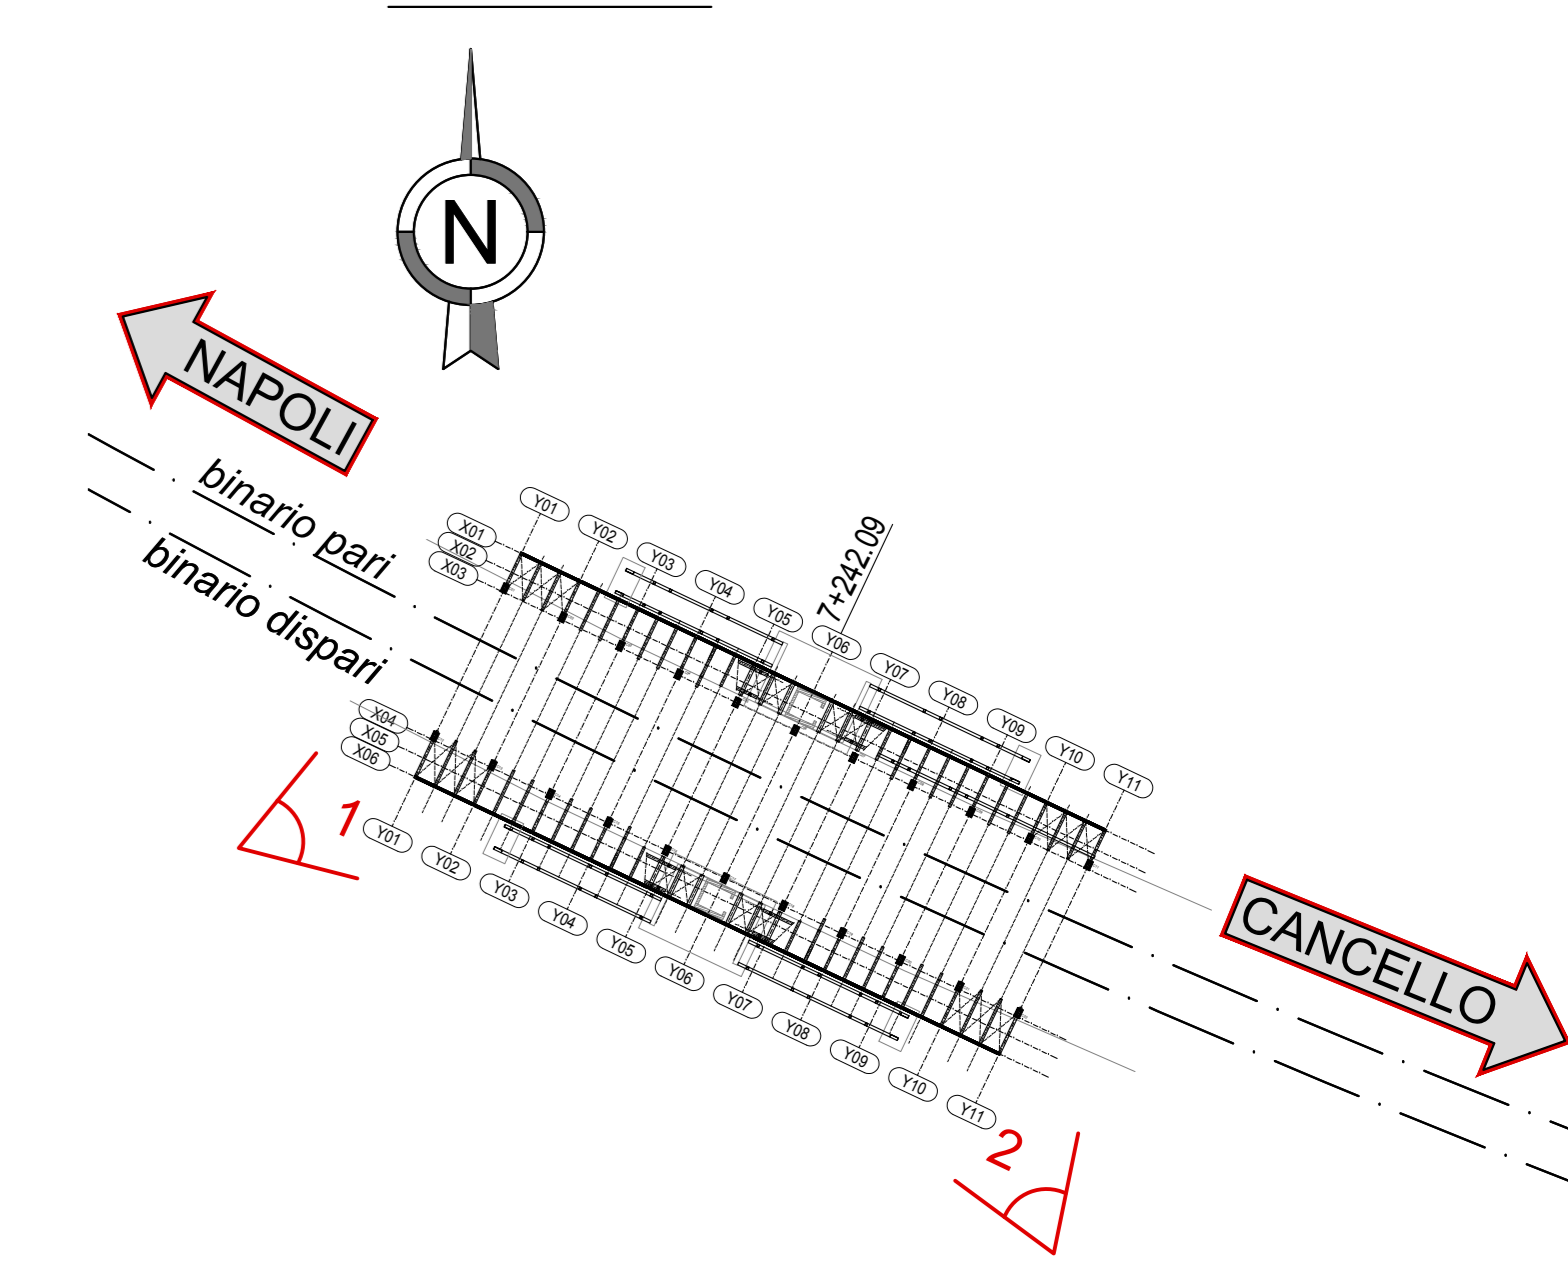 N
NAPOLI
binario pari
binario dispari
7+242.09
Y01
Y02
Y03
Y04
Y05
Y06
Y07
Y08
Y09
Y10
Y11
X01
X02
X03
X04
X05
X06
1
Y01
Y02
Y03
Y04
Y05
Y06
Y07
Y08
Y09
Y10
Y11
CANCELLO
2